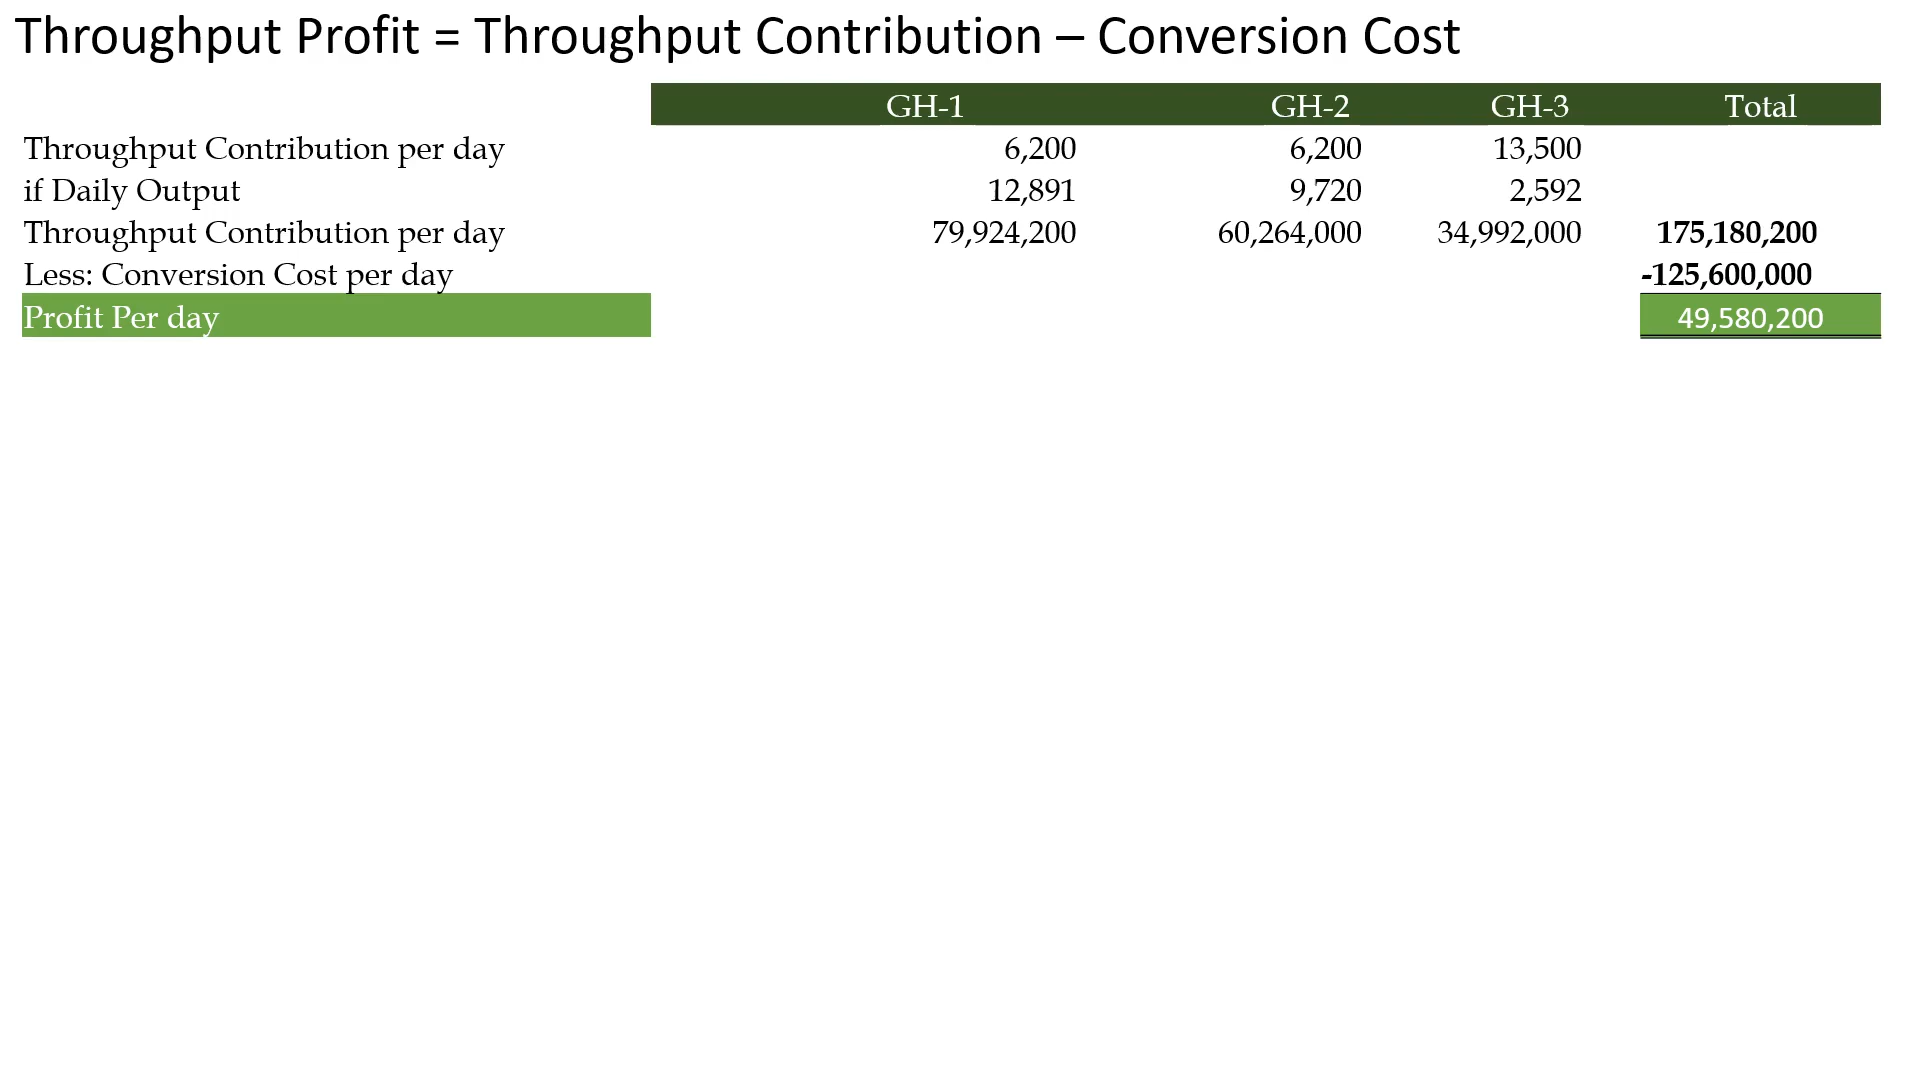 Throughput Profit = Throughput Contribution – Conversion Cost
GH-1 GH-2 GH-3 Total
Throughput Contribution per day 6,200 6,200 13,500
if Daily Output 12,891 9,720 2,592
Throughput Contribution per day 79,924,200 60,264,000 34,992,000 175,180,200
Less: Conversion Cost per day -125,600,000
Profit Per day 49,580,200